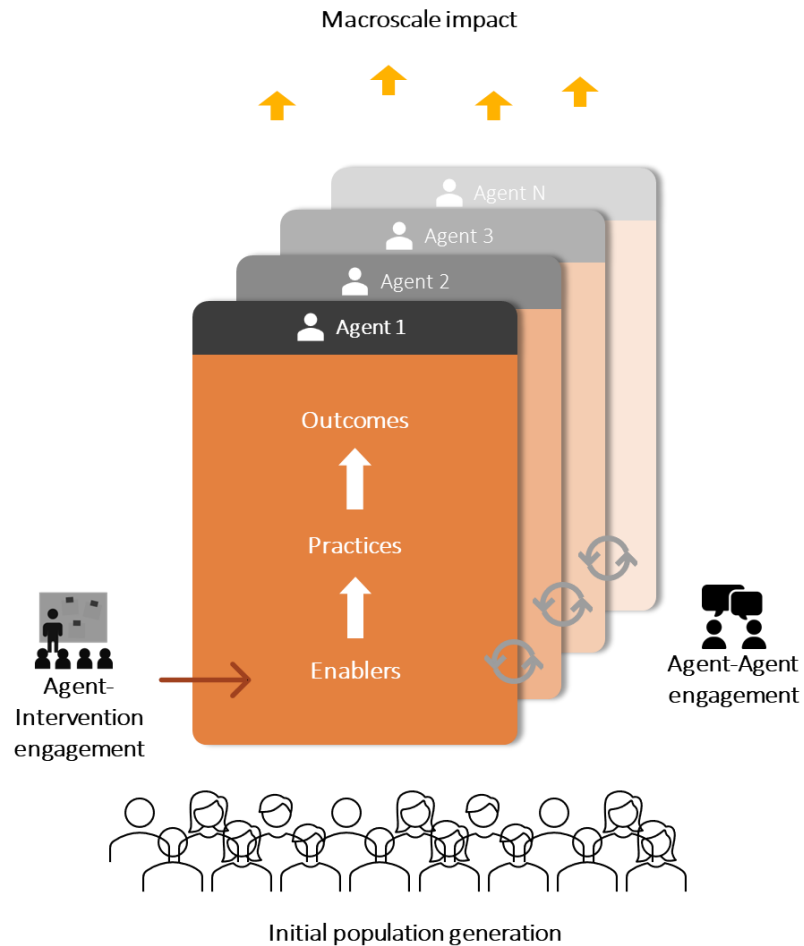 Macroscale impact
Agent N
Agent 3
Agent 2
Agent 1
Outcomes
Practices
Enablers
Agent-
Intervention
engagement
Agent-Agent
engagement
Initial population generation